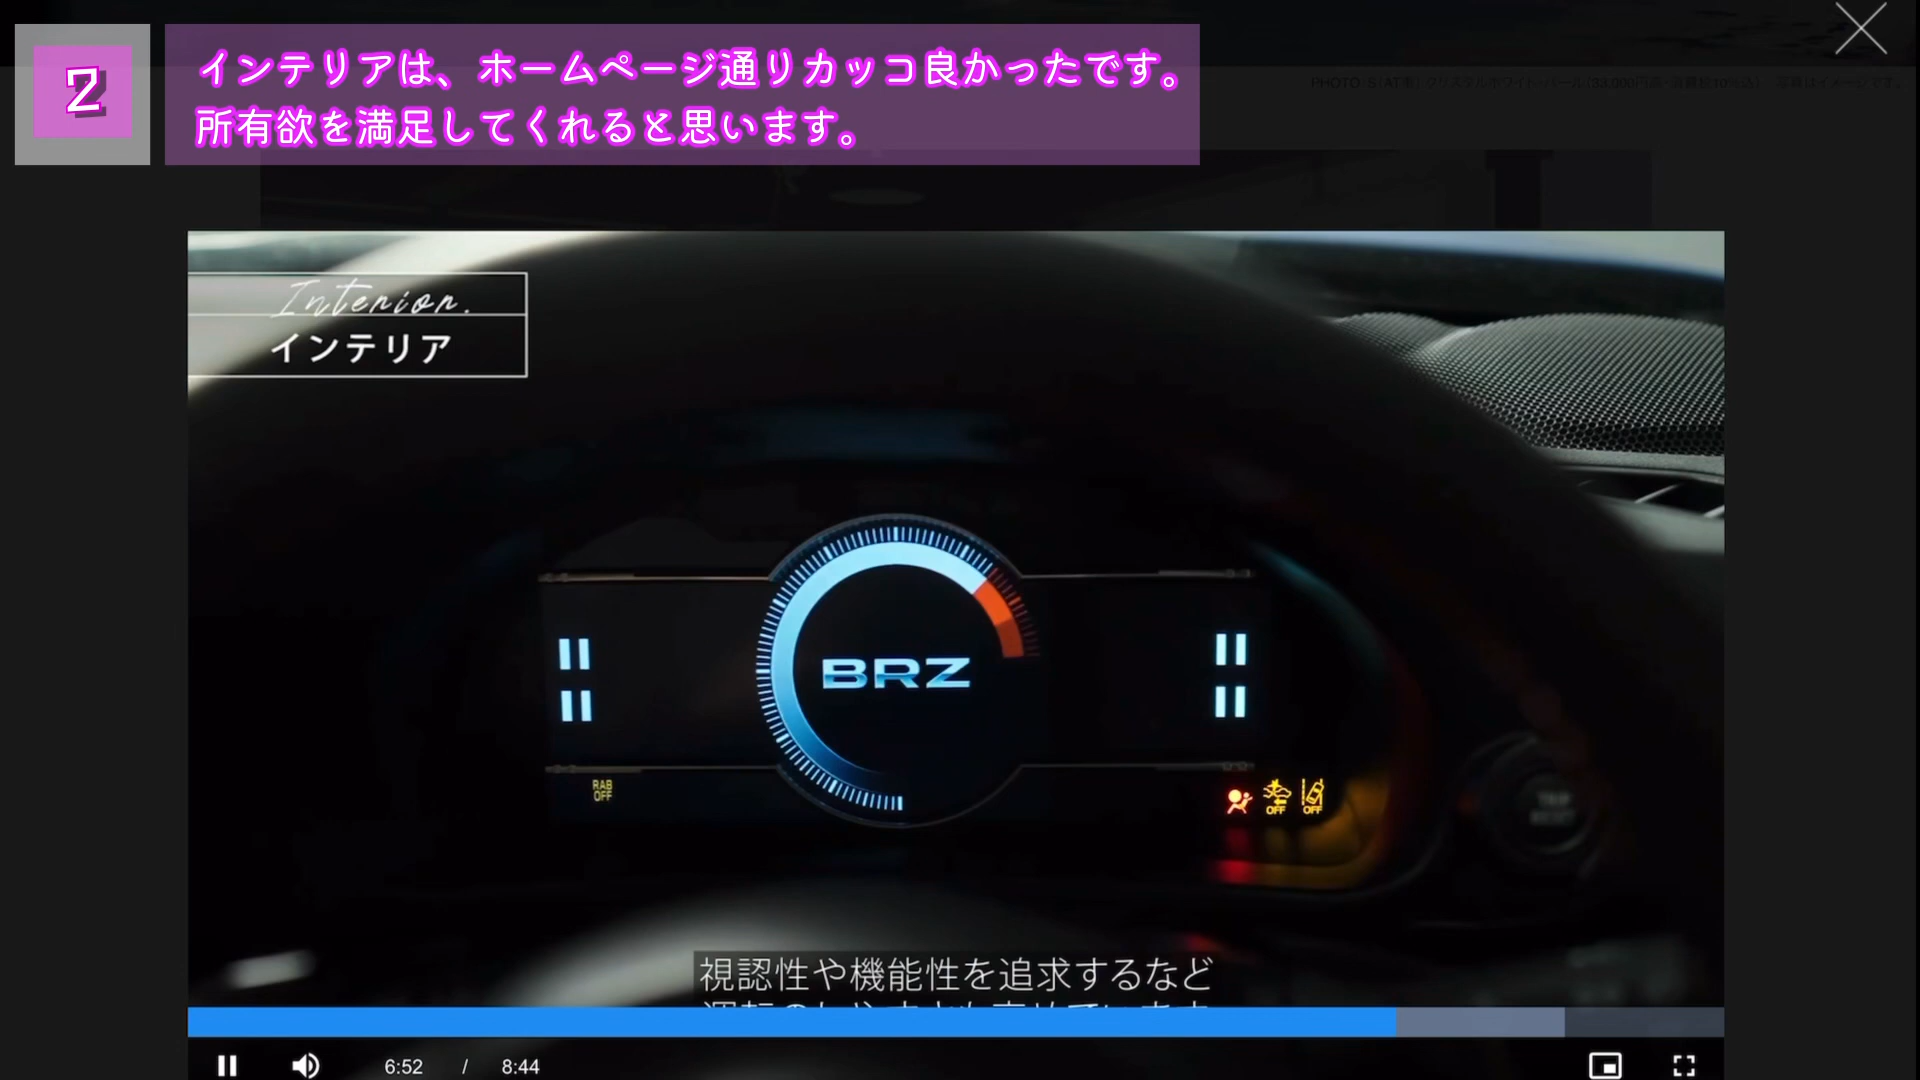 Z
インテリアは、ホームページ通りカッコ良かったです。
所有欲を満足してくれると思います。
Interior.
インテリア
BRZ
RAB
OFF
OFF
OFF
視認性や機能性を追求するなど
6:52 / 8:44